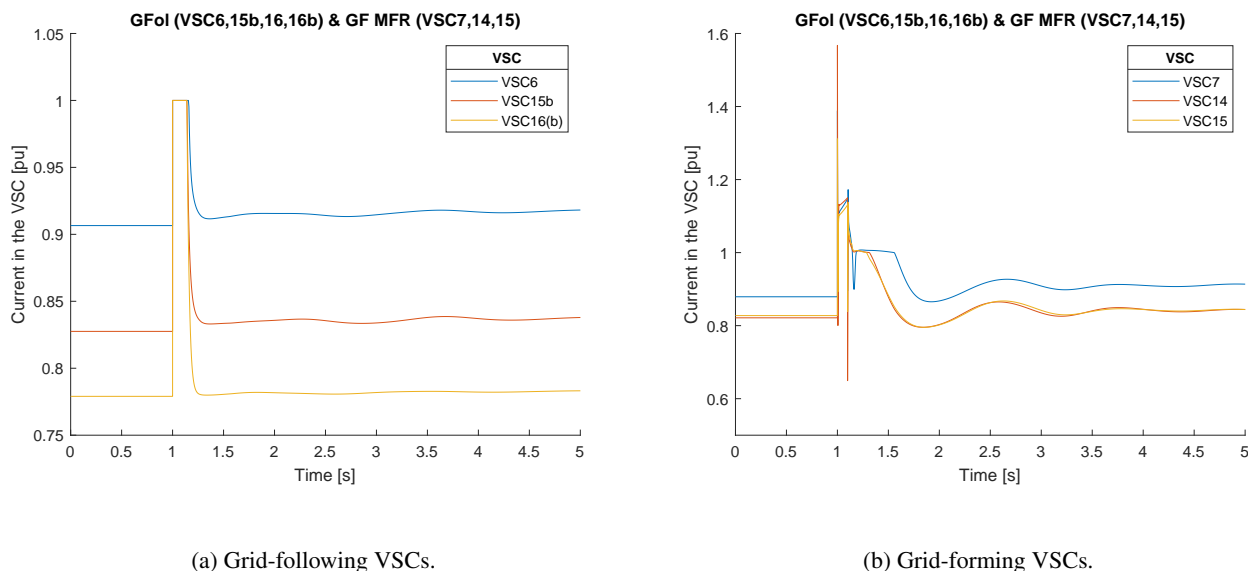 GFol (VSC6,15b,16,16b) & GF MFR (VSC7,14,15)
1.05
1
0.95
0.9
0.85
0.8
0.75
Current in the VSC [pu]
0 0.5 1 1.5 2 2.5 3 3.5 4 4.5 5
Time [s]
VSC
VSC6
VSC15b
VSC16(b)
(a) Grid-following VSCs.
GFol (VSC6,15b,16,16b) & GF MFR (VSC7,14,15)
1.6
1.4
1.2
1
0.8
0.6
Current in the VSC [pu]
0 0.5 1 1.5 2 2.5 3 3.5 4 4.5 5
Time [s]
VSC
VSC7
VSC14
VSC15
(b) Grid-forming VSCs.